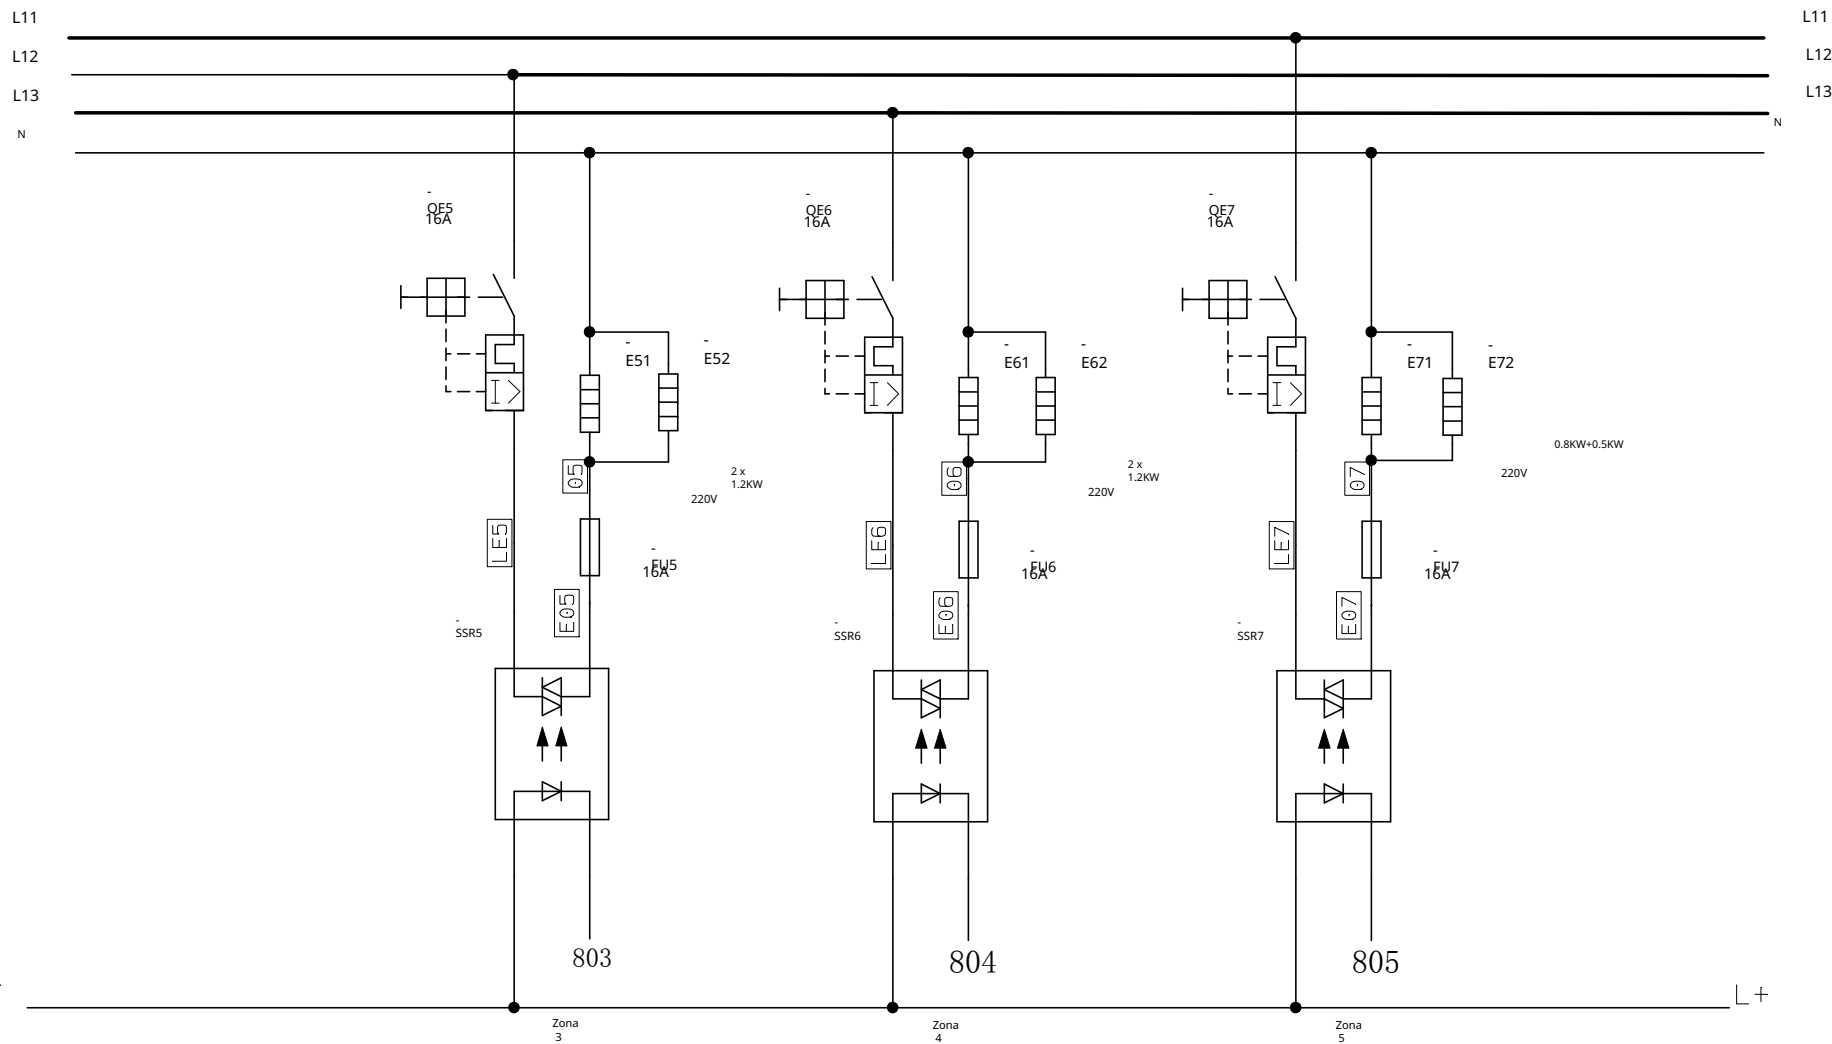 L11
L11
L12
L12
L13
L13
N
N
-
QE5
16A
-
QE6
16A
-
QE7
16A
-
E51
-
E52
-
E61
-
E62
-
E71
-
E72
I >
I >
I >
05
2 x
1.2KW
220V
06
2 x
1.2KW
220V
07
0.8KW+0.5KW
220V
LE5
-
FU5
16A
LE6
-
FU6
16A
LE7
-
FU7
16A
E05
E06
E07
-
SSR5
-
SSR6
-
SSR7
803
804
805
L+
Zona
3
Zona
4
Zona
5